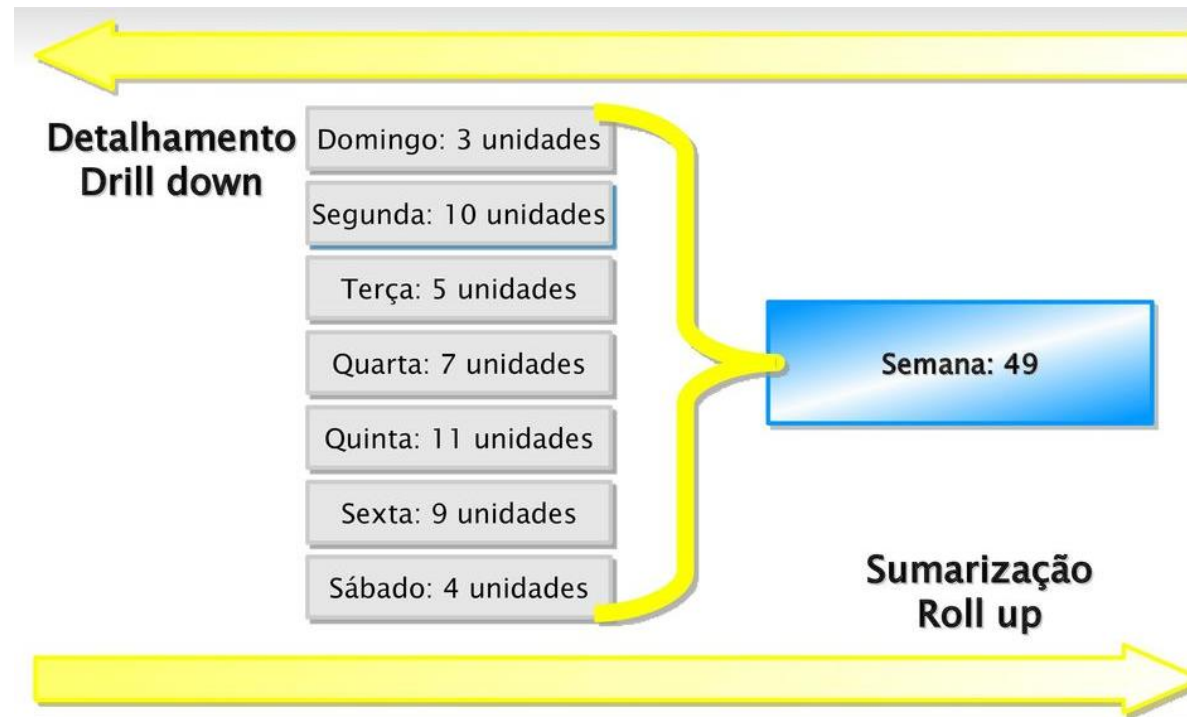 Detalhamento
Drill down
Domingo: 3 unidades
Segunda: 10 unidades
Terça: 5 unidades
Quarta: 7 unidades
Quinta: 11 unidades
Sexta: 9 unidades
Sábado: 4 unidades
Semana: 49
Sumarização
Roll up